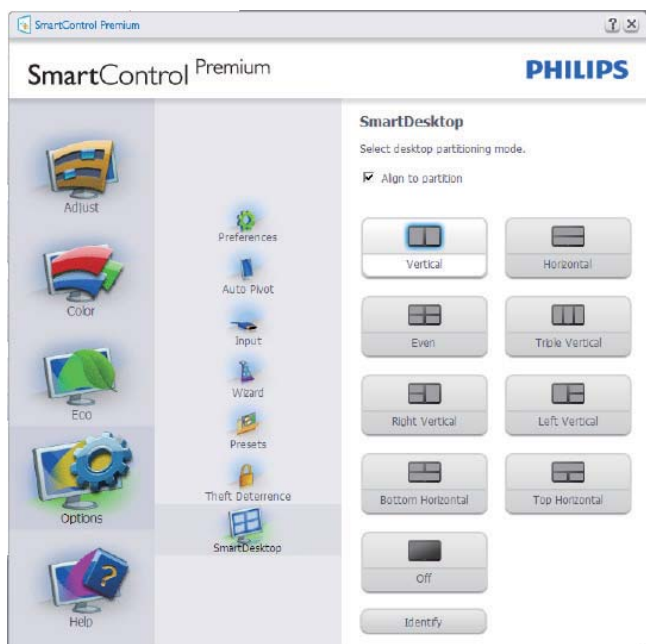 SmartControl Premium
SmartControl Premium
PHILIPS
Adjust
Color
Eco
Options
Help
Preferences
Auto Pivot
Input
Wizard
Presets
Theft Deterrence
SmartDesktop
SmartDesktop
Select desktop partitioning mode.
Align to partition
Vertical
Horizontal
Even
Triple Vertical
Right Vertical
Left Vertical
Bottom Horizontal
Top Horizontal
Off
Identify